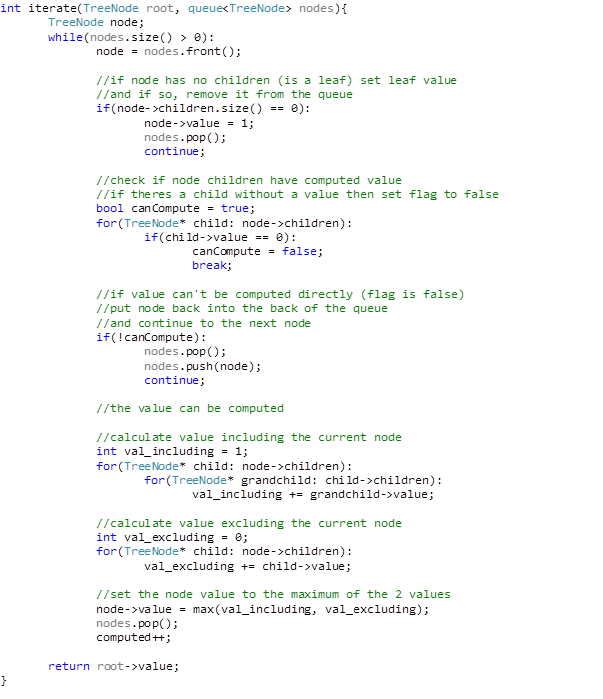 int iterate(TreeNode root, queue<TreeNode> nodes){
TreeNode node;
while(nodes.size() > 0):
node = nodes.front();
//if node has no children (is a leaf) set leaf value
//and if so, remove it from the queue
if(node->children.size() == 0):
node->value = 1;
nodes.pop();
continue;
//check if node children have computed value
//if theres a child without a value then set flag to false
bool canCompute = true;
for(TreeNode* child: node->children):
if(child->value == 0):
canCompute = false;
break;
//if value can't be computed directly (flag is false)
//put node back into the back of the queue
//and continue to the next node
if(!canCompute):
nodes.pop();
nodes.push(node);
continue;
//the value can be computed
//calculate value including the current node
int val_including = 1;
for(TreeNode* child: node->children):
for(TreeNode* grandchild: child->children):
val_including += grandchild->value;
//calculate value excluding the current node
int val_excluding = 0;
for(TreeNode* child: node->children):
val_excluding += child->value;
//set the node value to the maximum of the 2 values
node->value = max(val_including, val_excluding);
nodes.pop();
computed++;
return root->value;
}